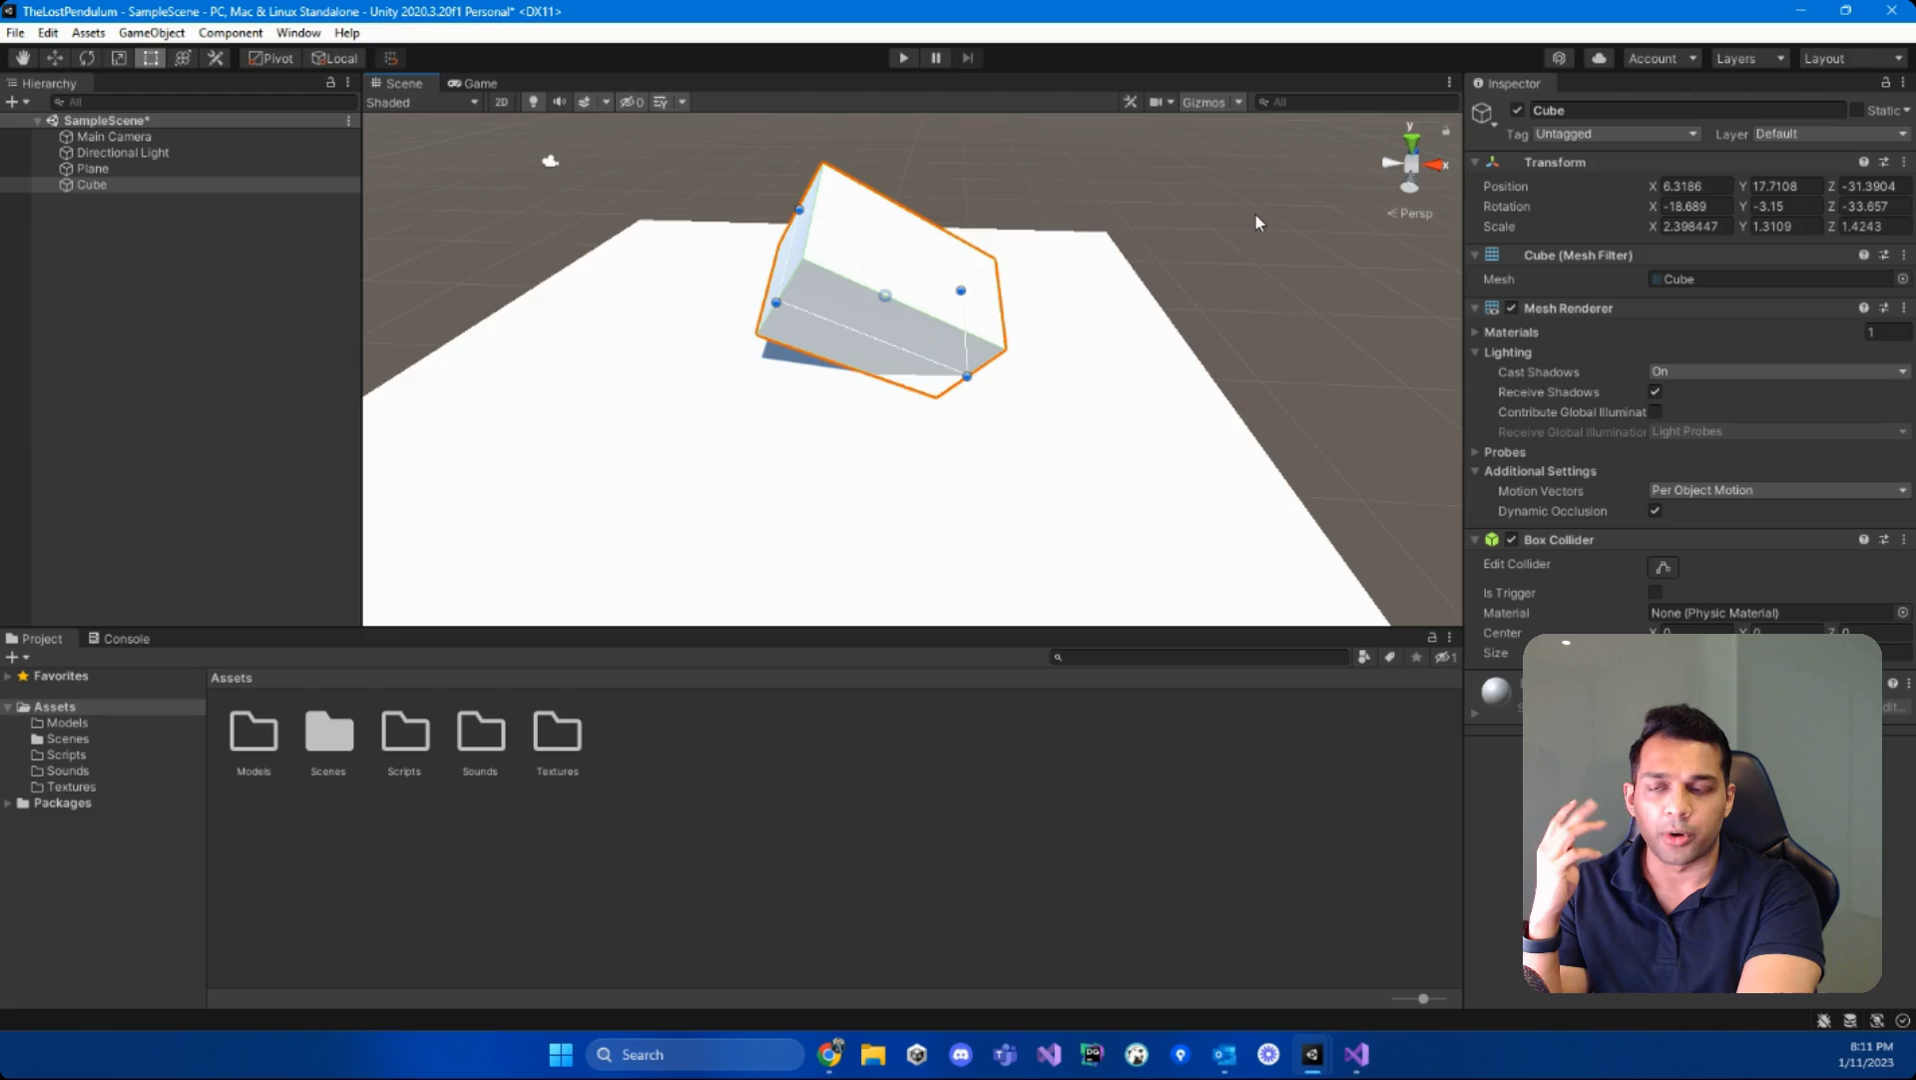 TheLostPendulum - SampleScene - PC, Mac & Linux Standalone - Unity 2020.3.20f1 Personal* <DX11>
File Edit Assets GameObject Component Window Help
Pivot Local Account Layers Layout
Hierarchy
All
SampleScene*
Main Camera
Directional Light
Plane
Cube
Scene Game
Shaded 2D 0 Gizmos All
y
x
Persp
Inspector
Cube Static
Tag Untagged Layer Default
Transform
Position X 6.3186 Y 17.7108 Z -31.3904
Rotation X -18.689 Y -3.15 Z -33.657
Scale X 2.398447 Y 1.3109 Z 1.4243
Cube (Mesh Filter)
Mesh Cube
Mesh Renderer
Materials 1
Lighting
Cast Shadows On
Receive Shadows
Contribute Global Illuminat
Receive Global Illumination Light Probes
Probes
Additional Settings
Motion Vectors Per Object Motion
Dynamic Occlusion
Box Collider
Edit Collider
Is Trigger
Material None (Physic Material)
Center X 0 Y 0 Z 0
Size
Project Console
1
Favorites
Assets
Models
Scenes
Scripts
Sounds
Textures
Packages
Assets
Models Scenes Scripts Sounds Textures
Search
8:11 PM
1/11/2023